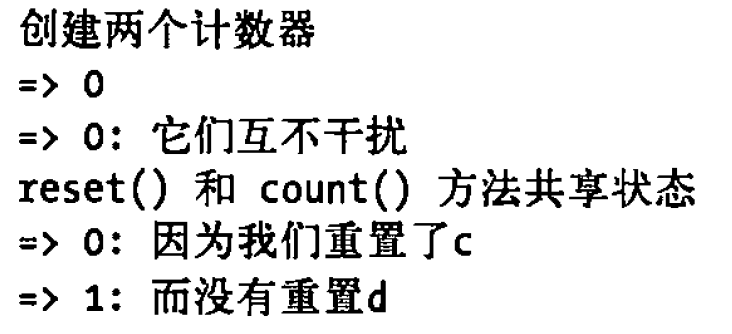 创建两个计数器
=> 0
=> 0: 它们互不干扰
reset() 和 count() 方法共享状态
=> 0: 因为我们重置了c
=> 1: 而没有重置d